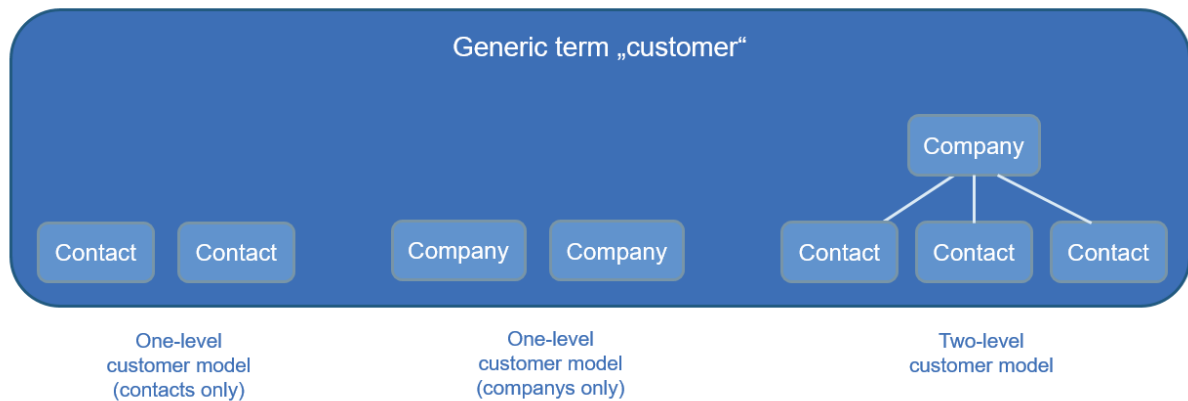 Generic term „customer“
Company
Contact Contact Company Company Contact Contact Contact
One-level
customer model
(contacts only)
One-level
customer model
(companys only)
Two-level
customer model